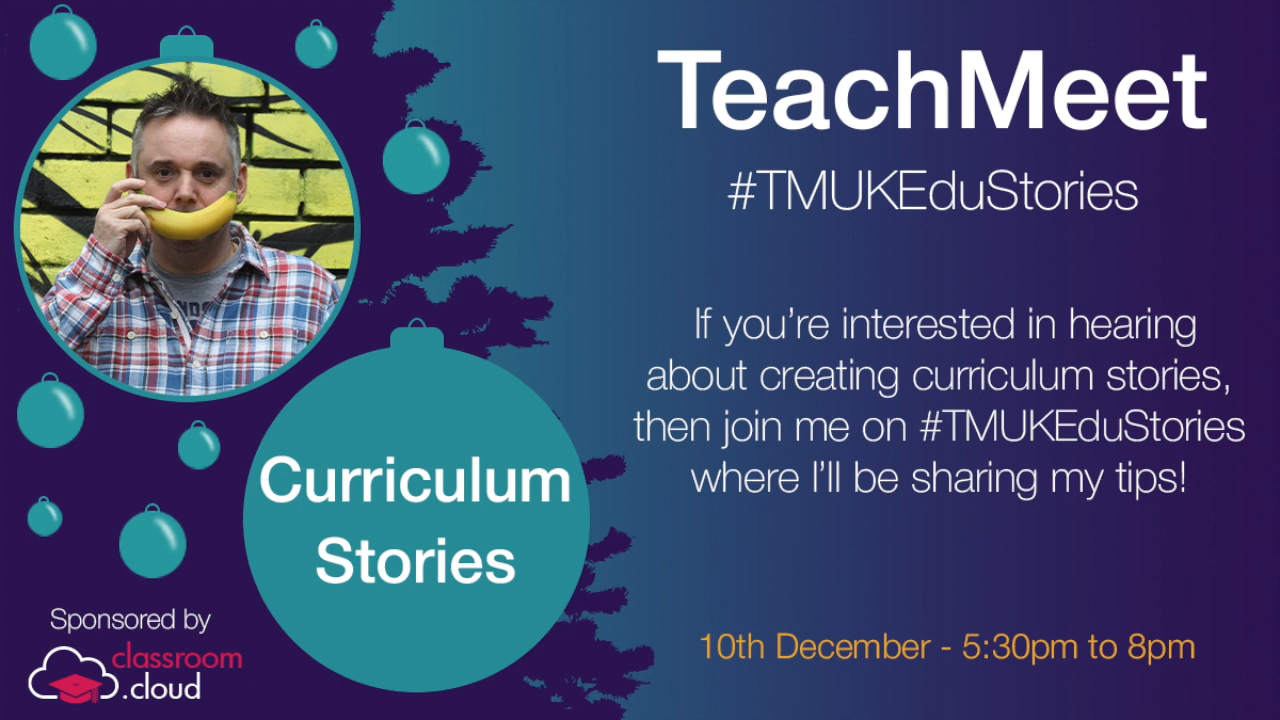 TeachMeet
#TMUKEduStories
If you're interested in hearing
about creating curriculum stories,
then join me on #TMUKEduStories
where I'll be sharing my tips!
10th December - 5:30pm to 8pm
Curriculum
Stories
Sponsored by
classroom
.cloud